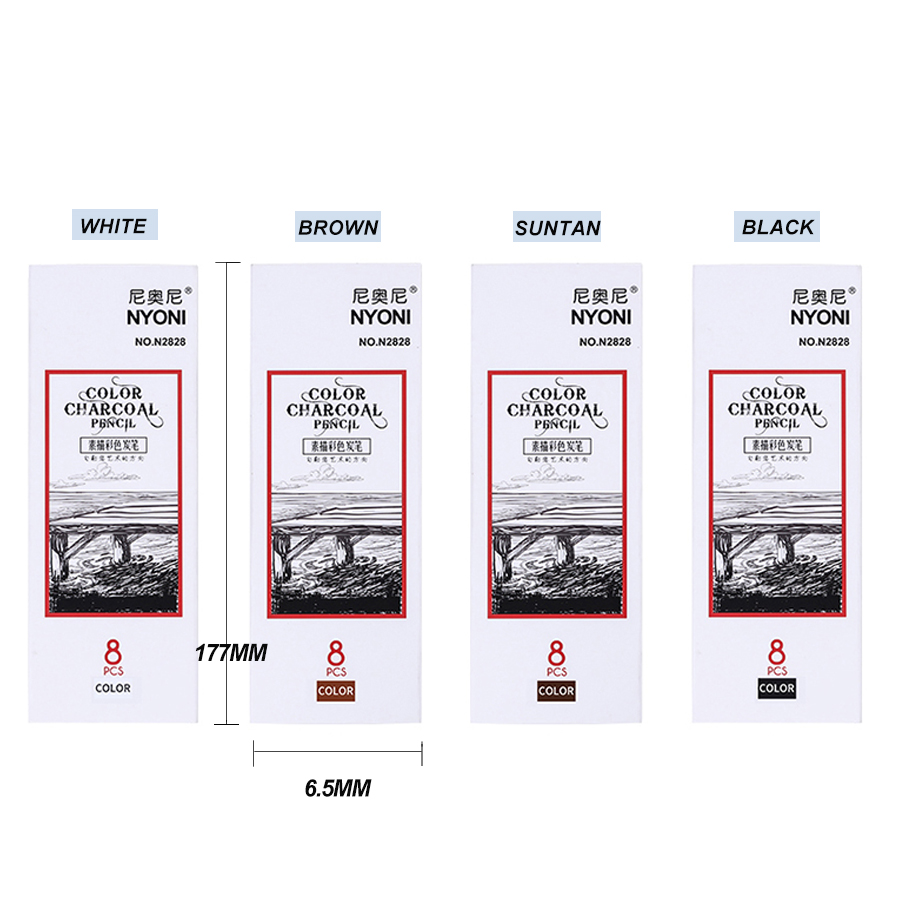 WHITE
BROWN
SUNTAN
BLACK
尼奥尼®
NYONI
NO.N2828
COLOR
CHARCOAL
PENCIL
素描彩色炭笔
8
PCS
COLOR
尼奥尼®
NYONI
NO.N2828
COLOR
CHARCOAL
PENCIL
素描彩色炭笔
8
PCS
COLOR
尼奥尼®
NYONI
NO.N2828
COLOR
CHARCOAL
PENCIL
素描彩色炭笔
8
PCS
COLOR
尼奥尼®
NYONI
NO.N2828
COLOR
CHARCOAL
PENCIL
素描彩色炭笔
8
PCS
COLOR
177MM
6.5MM